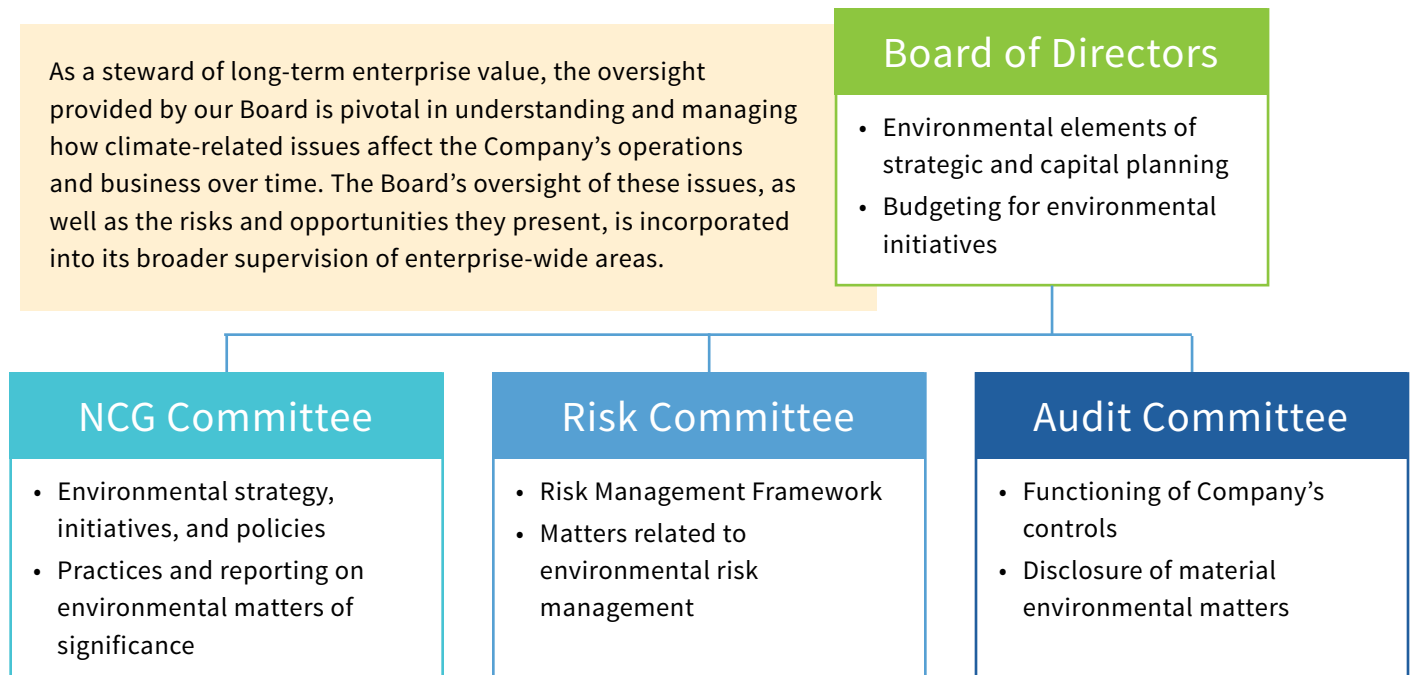 As a steward of long-term enterprise value, the oversight
provided by our Board is pivotal in understanding and managing
how climate-related issues affect the Company’s operations
and business over time. The Board’s oversight of these issues, as
well as the risks and opportunities they present, is incorporated
into its broader supervision of enterprise-wide areas.
Board of Directors
• Environmental elements of
strategic and capital planning
• Budgeting for environmental
initiatives
NCG Committee
• Environmental strategy,
initiatives, and policies
• Practices and reporting on
environmental matters of
significance
Risk Committee
• Risk Management Framework
• Matters related to
environmental risk
management
Audit Committee
• Functioning of Company’s
controls
• Disclosure of material
environmental matters